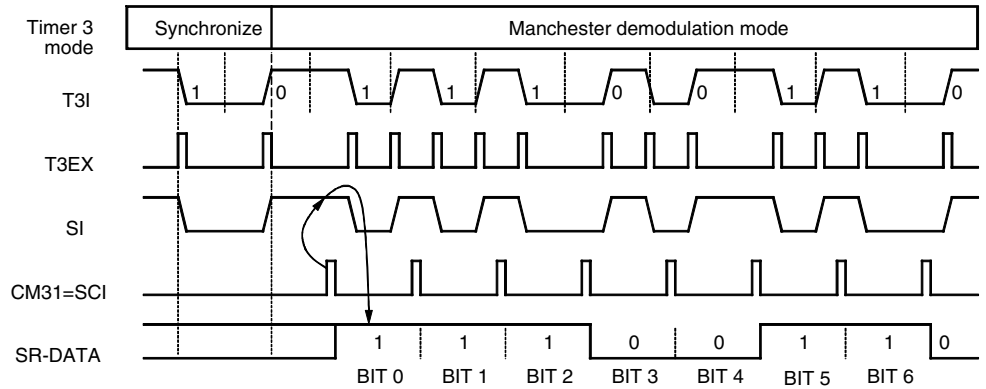 Timer 3 mode Synchronize Manchester demodulation mode
T3I 1 0 1 1 1 0 0 1 1 0
T3EX
SI
CM31=SCI
SR-DATA 1 1 1 0 0 1 1 0
BIT 0 BIT 1 BIT 2 BIT 3 BIT 4 BIT 5 BIT 6